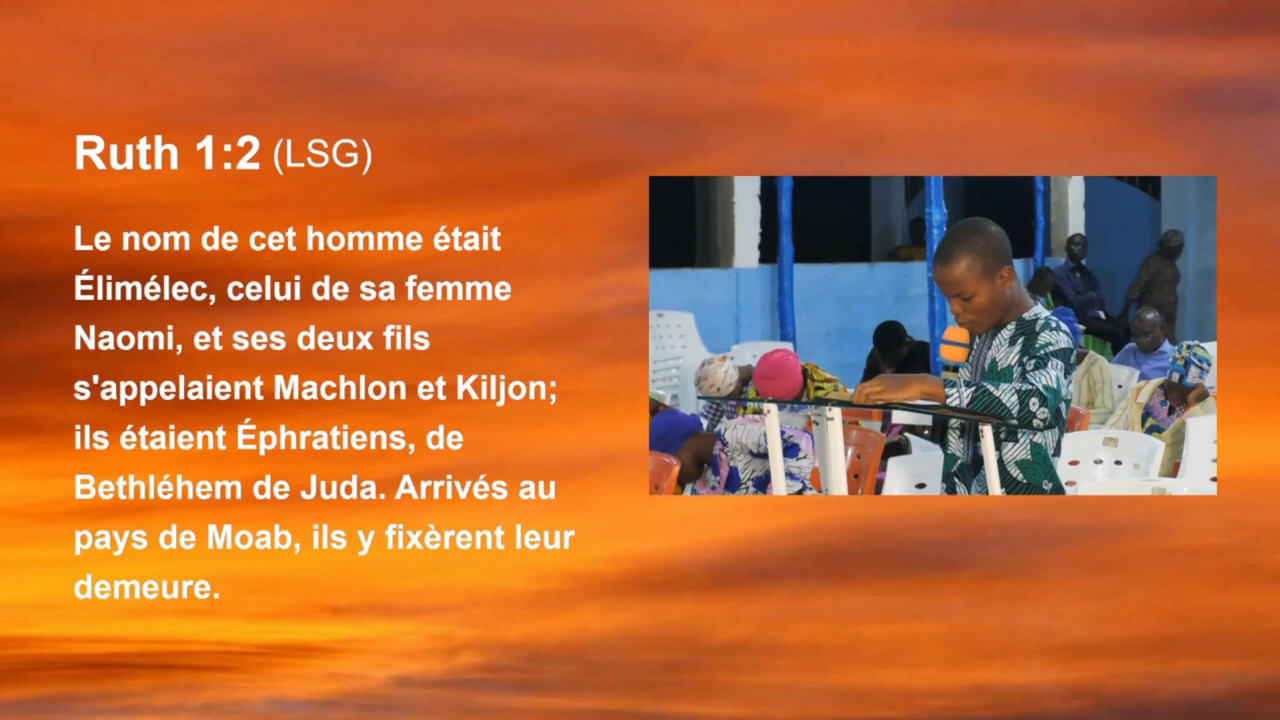 Ruth 1:2 (LSG)
Le nom de cet homme était
Élimélec, celui de sa femme
Naomi, et ses deux fils
s'appelaient Machlon et Kiljon;
ils étaient Éphratiens, de
Bethléhem de Juda. Arrivés au
pays de Moab, ils y fixèrent leur
demeure.